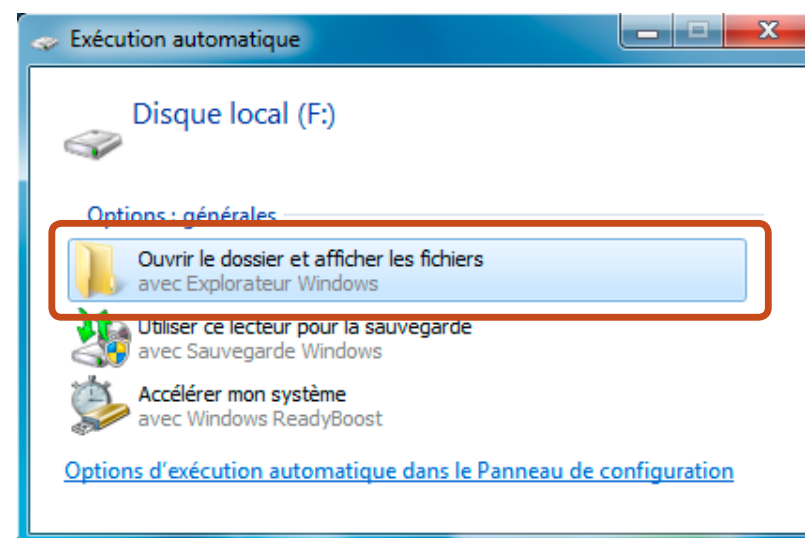 Exécution automatique
Disque local (F:)
Options : générales
Ouvrir le dossier et afficher les fichiers
avec Explorateur Windows
Utiliser ce lecteur pour la sauvegarde
avec Sauvegarde Windows
Accélérer mon système
avec Windows ReadyBoost
Options d'exécution automatique dans le Panneau de configuration